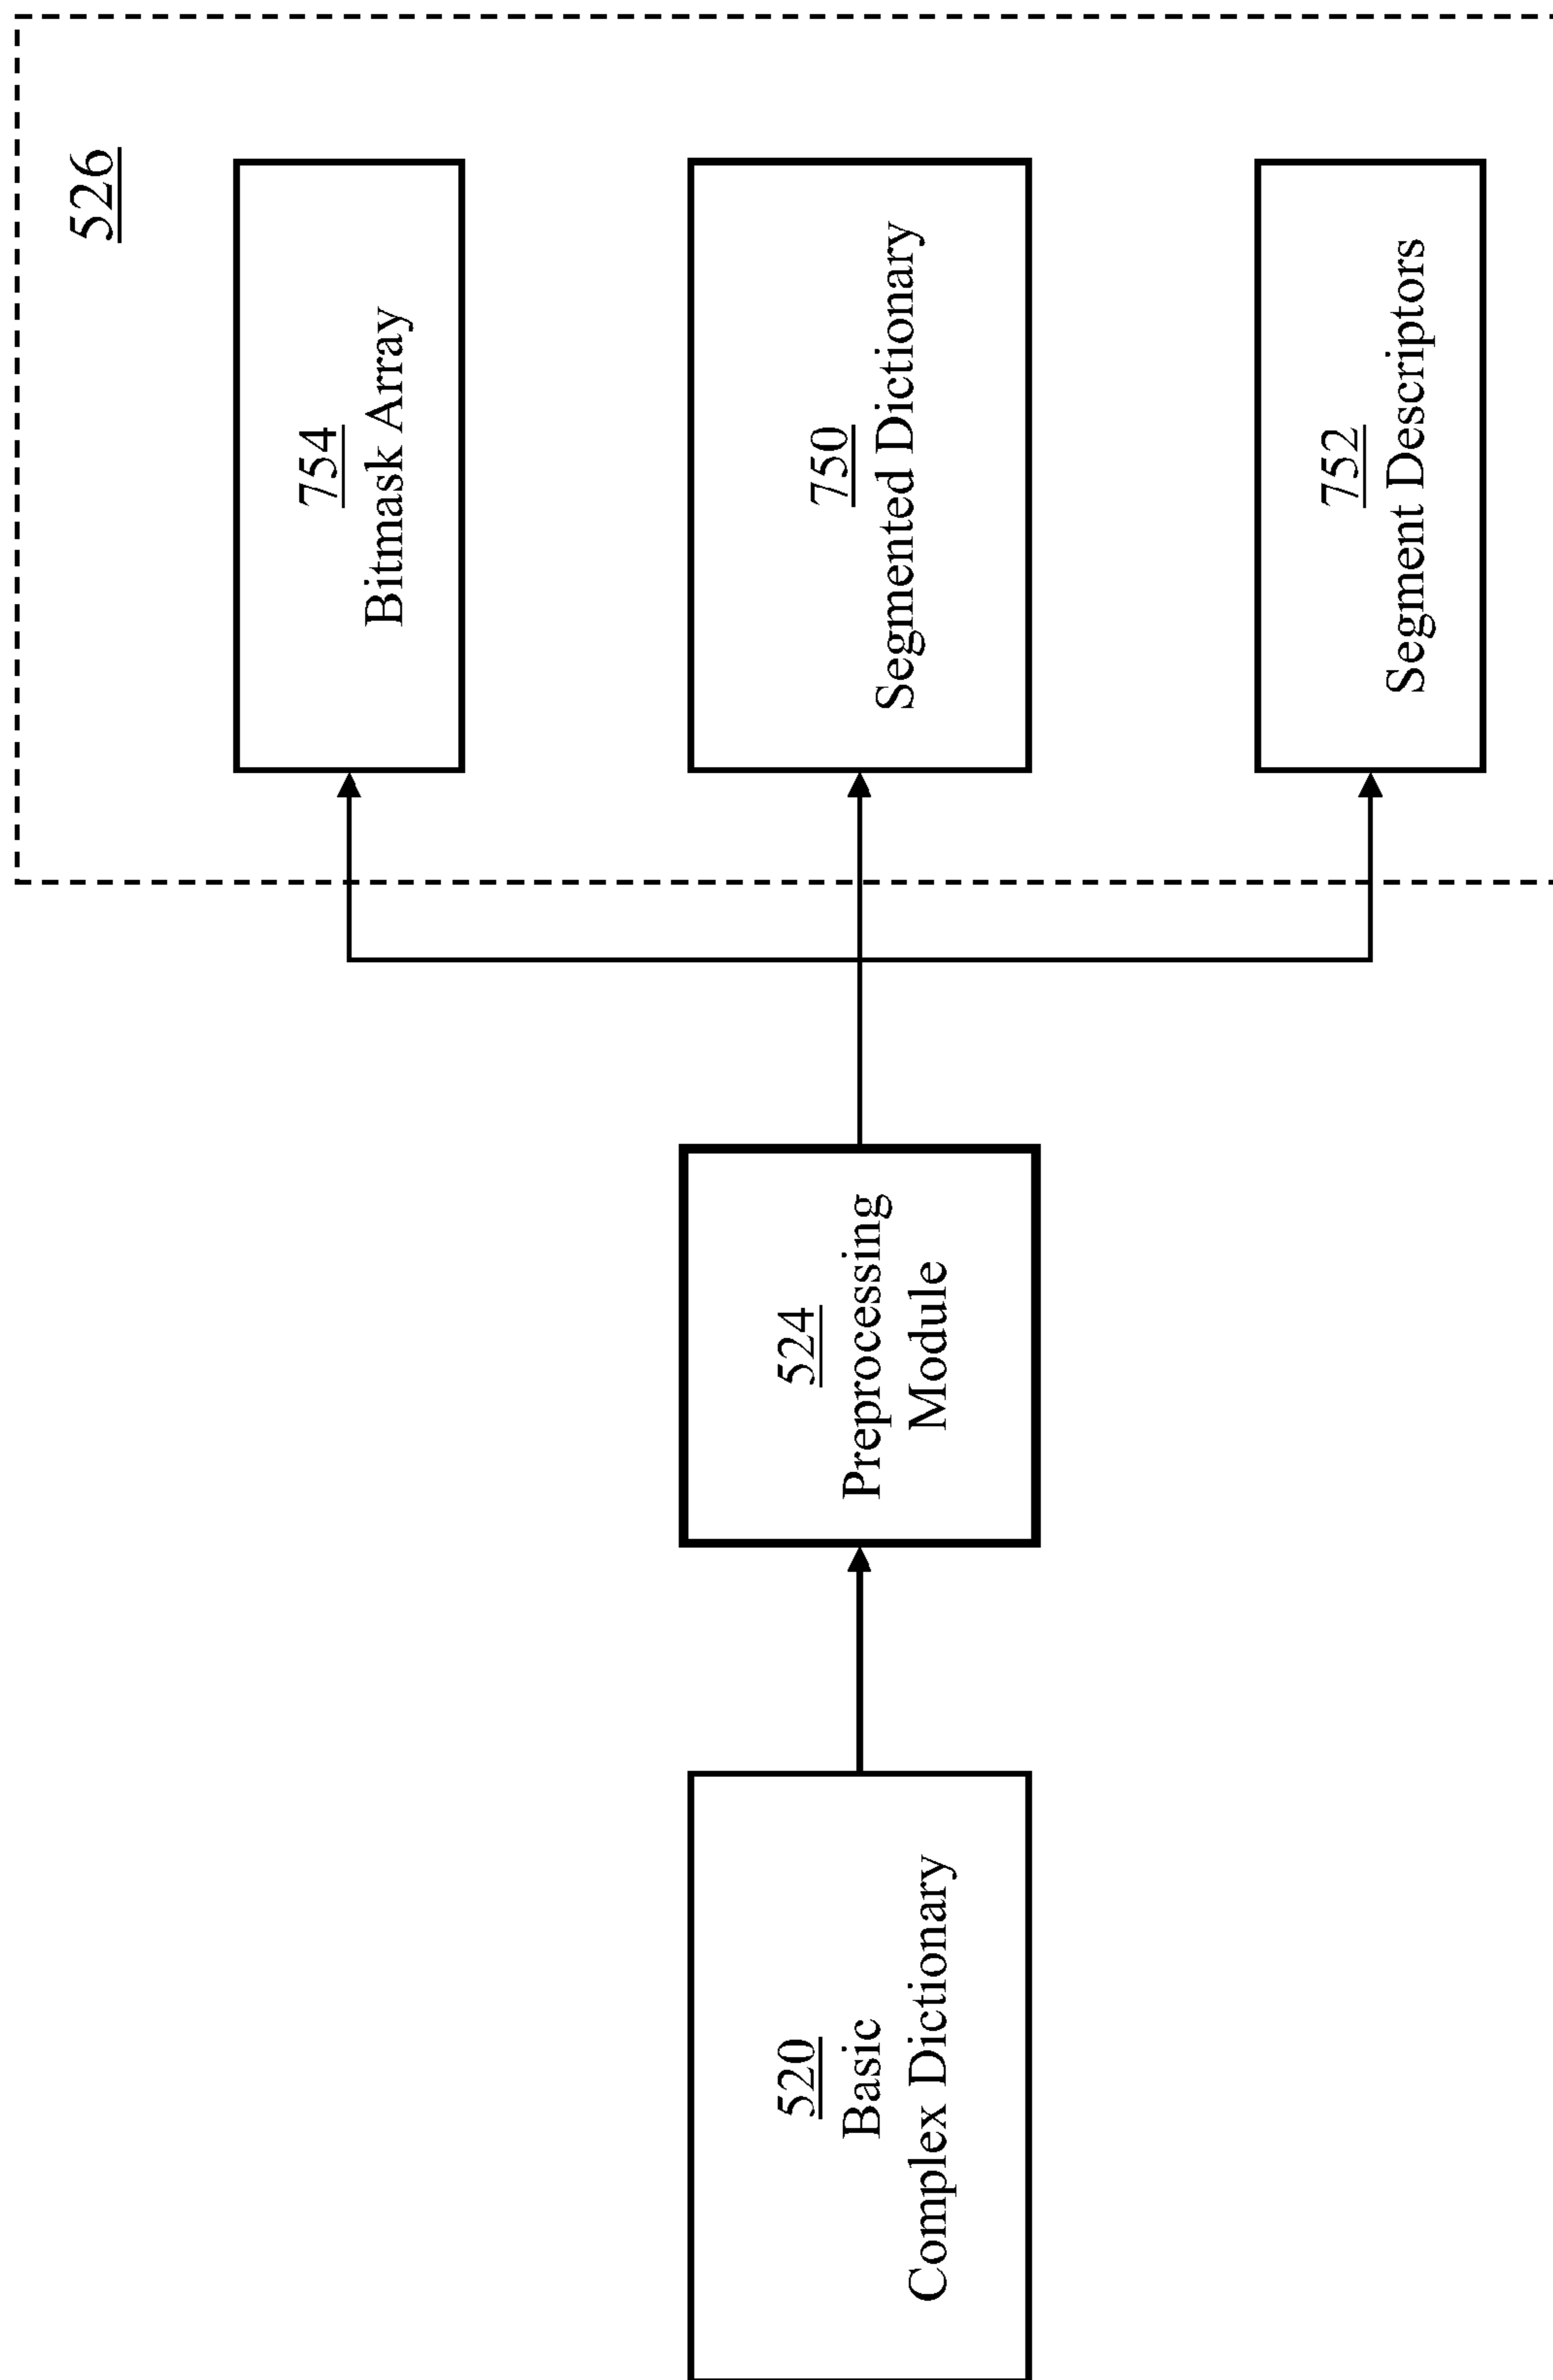 520
Basic
Complex Dictionary
524
Preprocessing
Module
526
754
Bitmask Array
750
Segmented Dictionary
752
Segment Descriptors